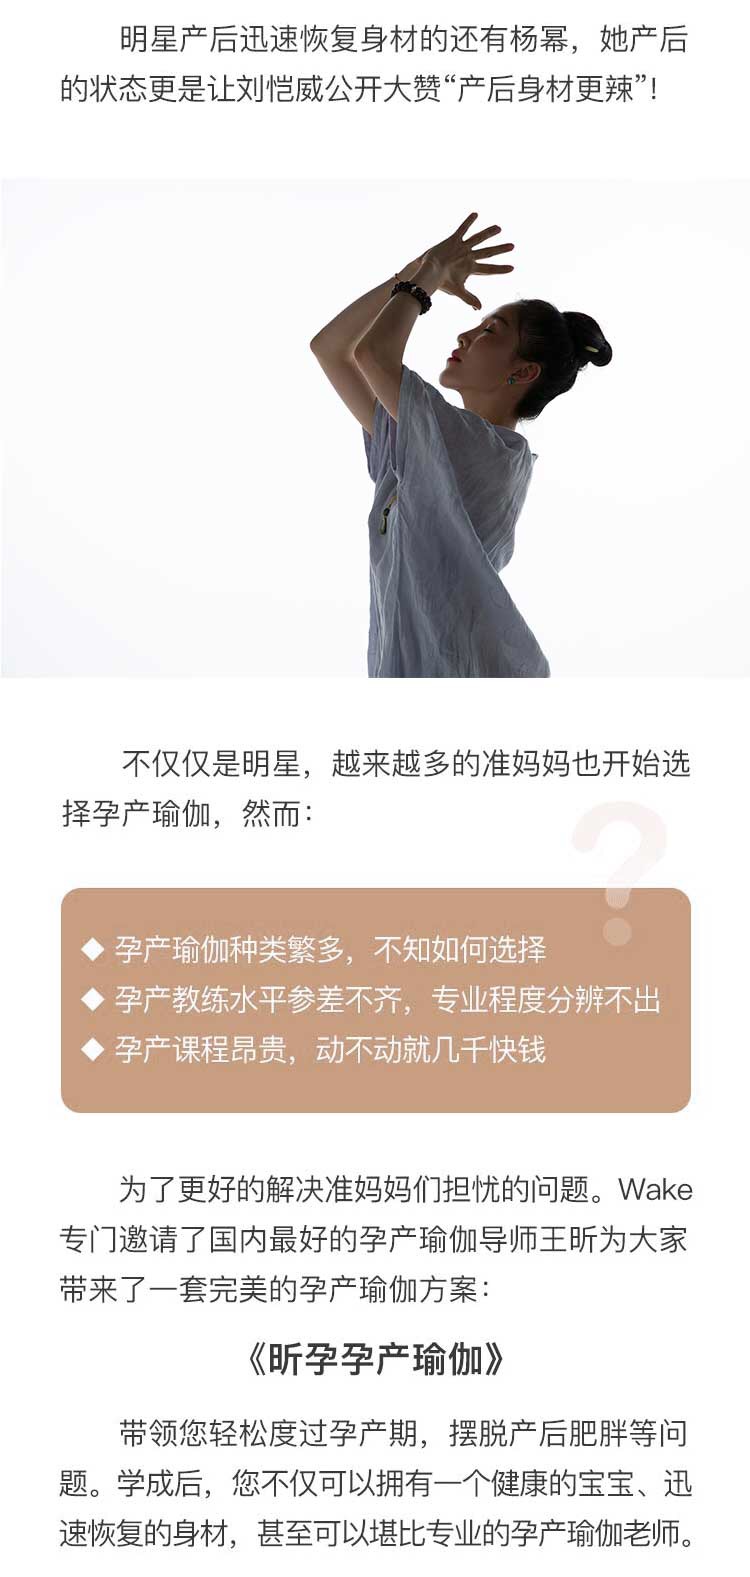 明星产后迅速恢复身材的还有杨幂，她产后
的状态更是让刘恺威公开大赞“产后身材更辣”！
不仅仅是明星，越来越多的准妈妈也开始选
择孕产瑜伽，然而：
?
◆ 孕产瑜伽种类繁多，不知如何选择
◆ 孕产教练水平参差不齐，专业程度分辨不出
◆ 孕产课程昂贵，动不动就几千快钱
为了更好的解决准妈妈们担忧的问题。Wake
专门邀请了国内最好的孕产瑜伽导师王昕为大家
带来了一套完美的孕产瑜伽方案：
《昕孕孕产瑜伽》
带领您轻松度过孕产期，摆脱产后肥胖等问
题。学成后，您不仅可以拥有一个健康的宝宝、迅
速恢复的身材，甚至可以堪比专业的孕产瑜伽老师。